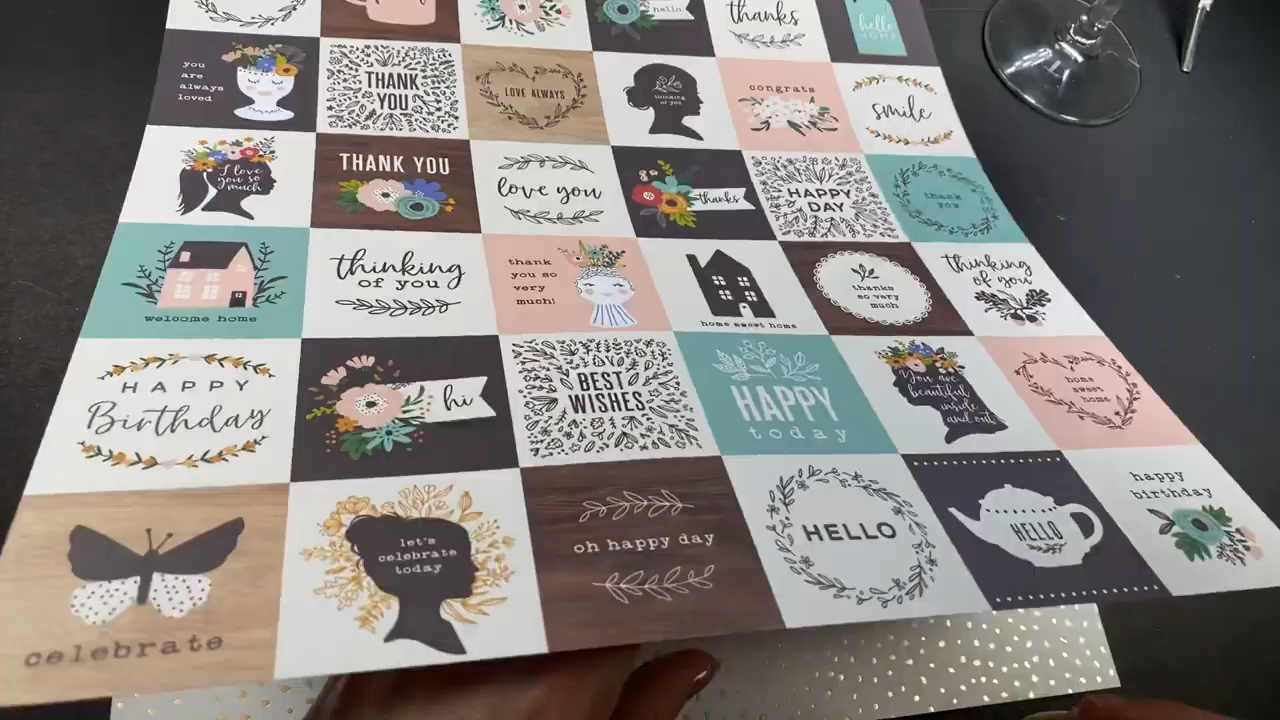 hello
thanks
hello
HOME
you
are
always
loved
THANK
YOU
LOVE ALWAYS
thinking
of you
congrats
smile
I love
you so
much
THANK YOU
love you
thanks
HAPPY
DAY
thank
you
welcome home
thinking
of you
thank
you so
very
much!
home sweet home
thanks
so very
much
thinking
of you
HAPPY
Birthday
hi
BEST
WISHES
HAPPY
today
You are
beautiful
inside
and out
home
sweet
home
celebrate
let's
celebrate
today
oh happy day
HELLO
HELLO
happy
birthday